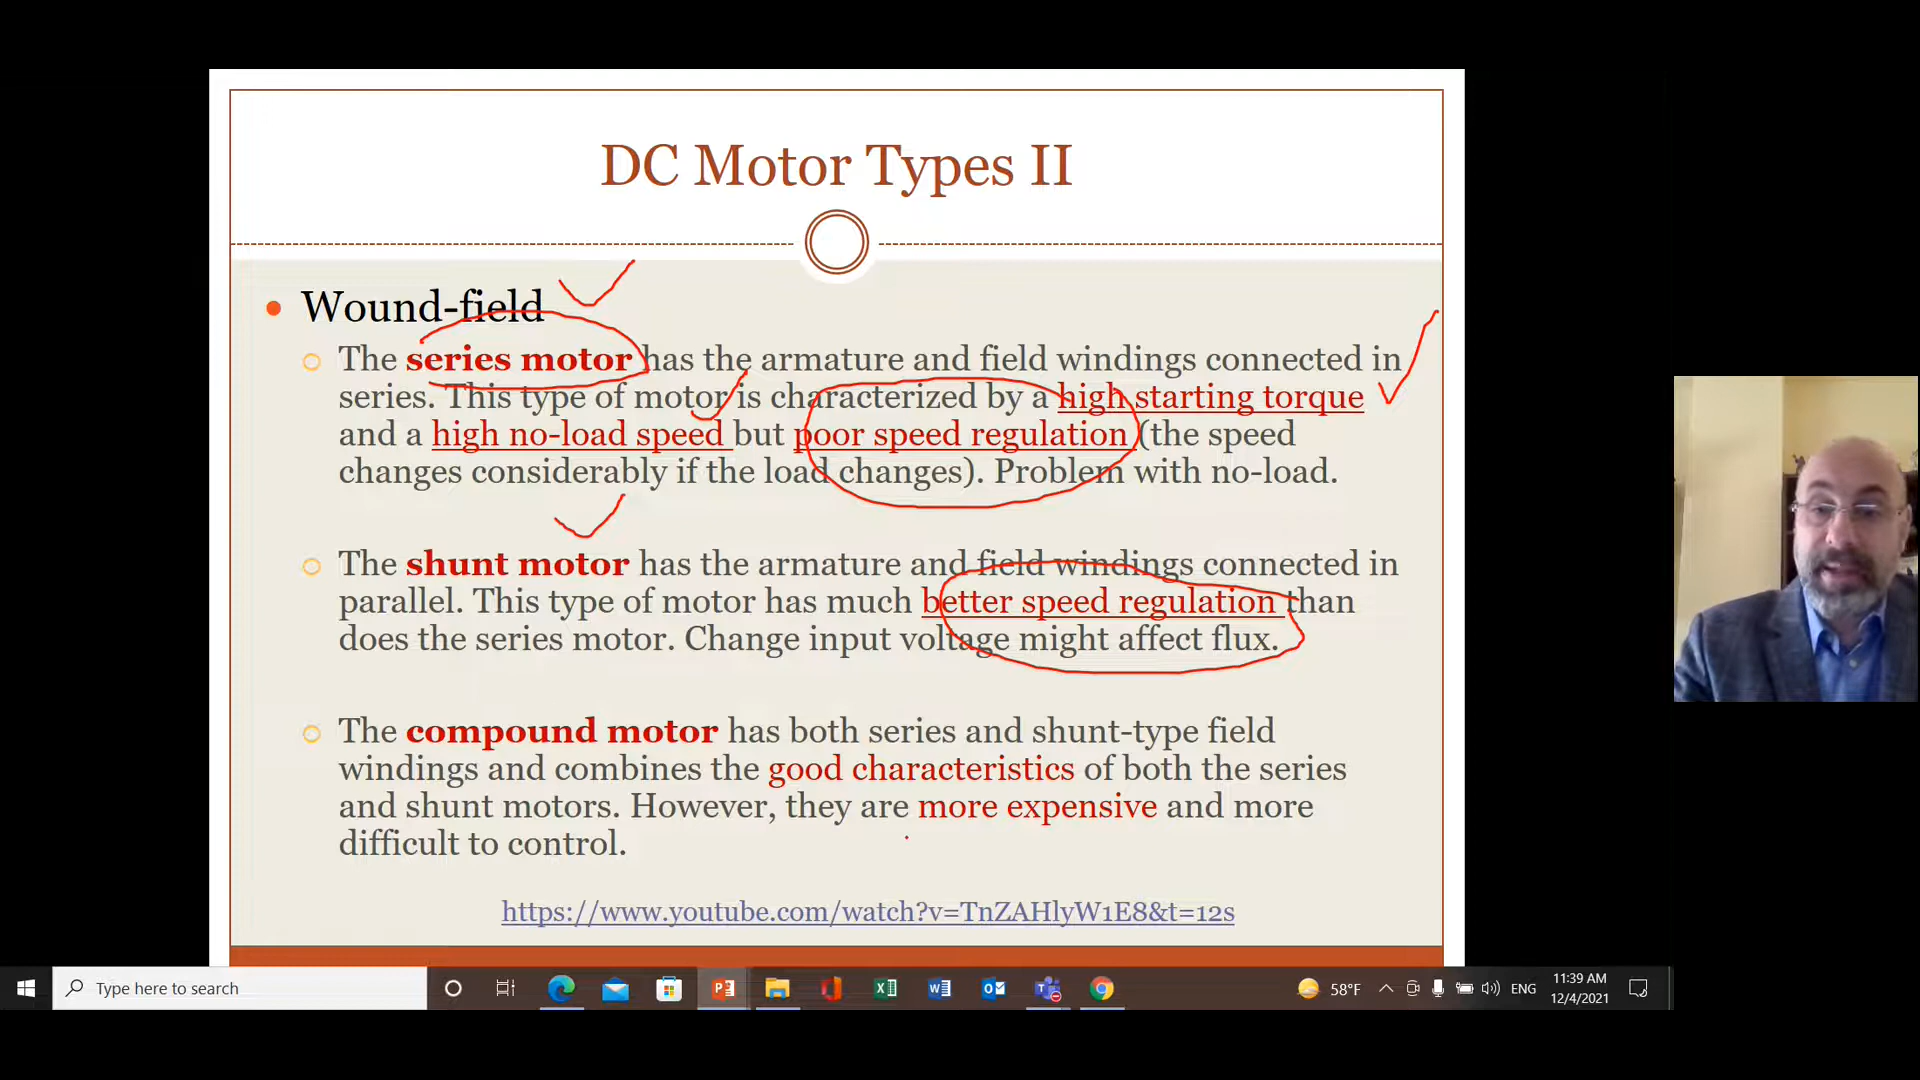 DC Motor Types II
Wound-field
The series motor has the armature and field windings connected in
series. This type of motor is characterized by a high starting torque
and a high no-load speed but poor speed regulation (the speed
changes considerably if the load changes). Problem with no-load.
The shunt motor has the armature and field windings connected in
parallel. This type of motor has much better speed regulation than
does the series motor. Change input voltage might affect flux.
The compound motor has both series and shunt-type field
windings and combines the good characteristics of both the series
and shunt motors. However, they are more expensive and more
difficult to control.
https://www.youtube.com/watch?v=TnZAHlyW1E8&t=12s
Type here to search
58°F
ENG
11:39 AM
12/4/2021